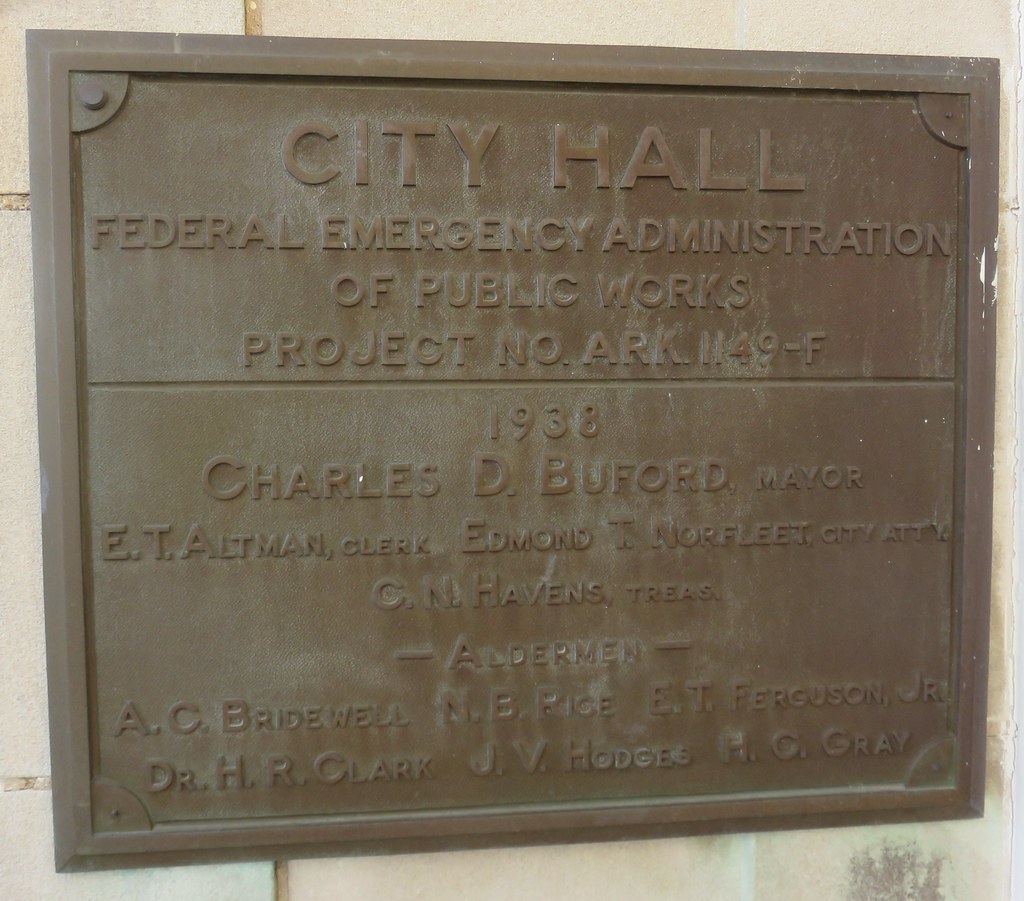 CITY HALL
FEDERAL EMERGENCY ADMINISTRATION
OF PUBLIC WORKS
PROJECT NO. ARK. 1149-F
1938
CHARLES D. BUFORD, MAYOR
E. T. ALTMAN, CLERK EDMOND T. NORFLEET, CITY ATT'Y.
C. N. HAVENS, TREAS.
— ALDERMEN —
A. C. BRIDEWELL N. B. RICE E. T. FERGUSON, JR.
DR. H. R. CLARK J. V. HODGES H. C. GRAY